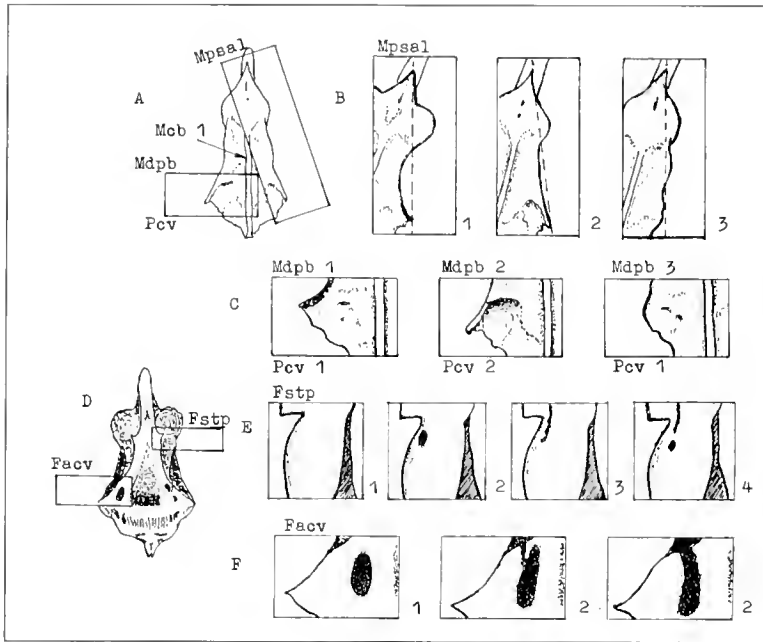 Mpsal
A
Mcb 1
Mdpb
Pcv
B
Mpsal
1
2
3
C
Mdpb 1
Mdpb 2
Mdpb 3
Pcv 1
Pcv 2
Pcv 1
D
Fstp
Facv
E
Fstp
1
2
3
4
F
Facv
1
2
2